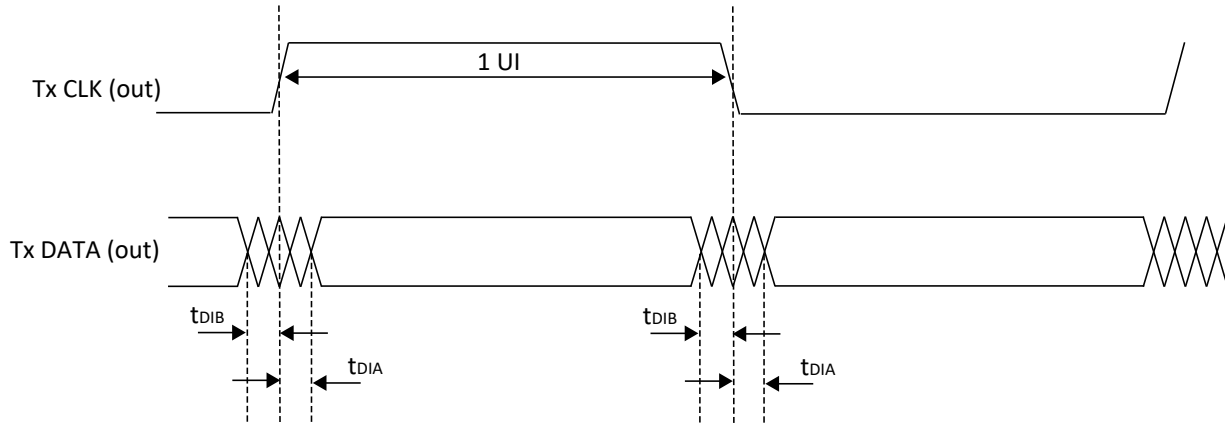 1 UI
Tx CLK (out)
Tx DATA (out)
tDIB
tDIB
tDIA
tDIA